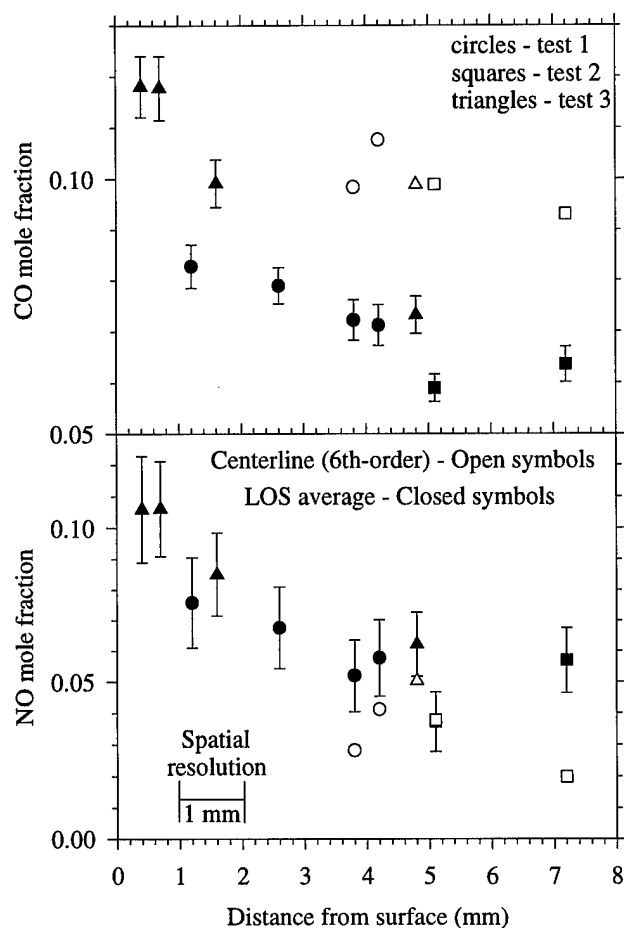 circles - test 1
squares - test 2
triangles - test 3
CO mole fraction
0.10
0.05
Centerline (6th-order) - Open symbols
LOS average - Closed symbols
NO mole fraction
0.10
0.05
0.00
Spatial
resolution
1 mm
0 1 2 3 4 5 6 7 8
Distance from surface (mm)